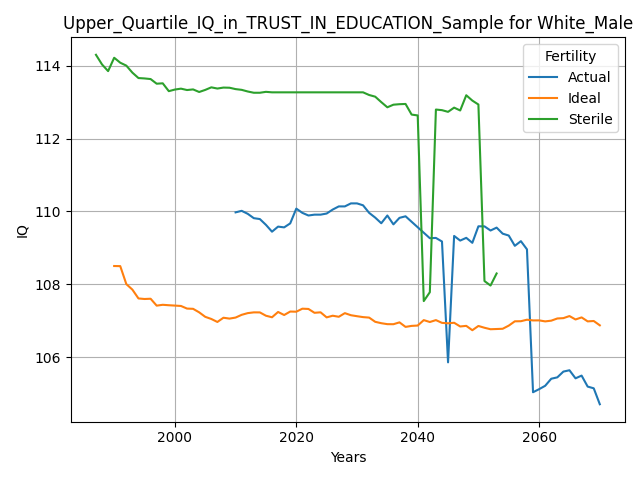 Upper_Quartile_IQ_in_TRUST_IN_EDUCATION_Sample for White_Male
Fertility
Actual
Ideal
Sterile
114
112
110
108
106
IQ
2000
2020
2040
2060
Years